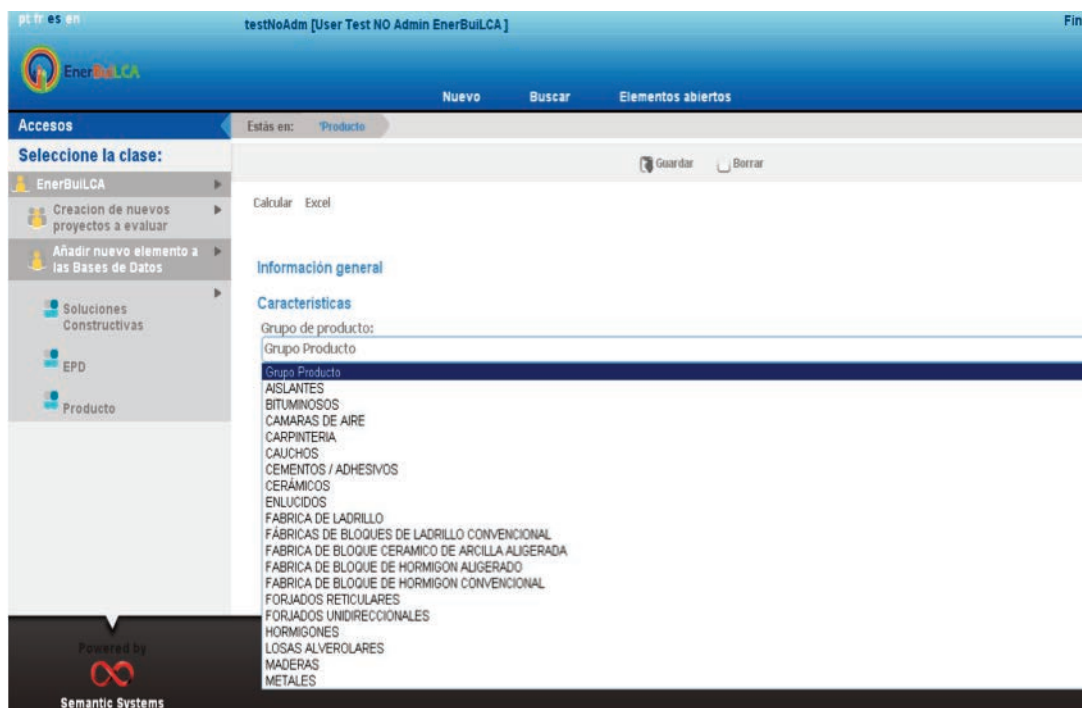 pt fr es en
testNoAdm [User Test NO Admin EnerBuiLCA]
Fin
EnerBuiLCA
Nuevo Buscar Elementos abiertos
Accesos
Estás en: *Producto
Seleccione la clase:
Guardar Borrar
EnerBuiLCA
Calcular Excel
Creacion de nuevos
proyectos a evaluar
Añadir nuevo elemento a
las Bases de Datos
Información general
Características
Soluciones
Constructivas
EPD
Producto
Grupo de producto:
Grupo Producto
Grupo Producto
AISLANTES
BITUMINOSOS
CAMARAS DE AIRE
CARPINTERIA
CAUCHOS
CEMENTOS / ADHESIVOS
CERÁMICOS
ENLUCIDOS
FABRICA DE LADRILLO
FÁBRICAS DE BLOQUES DE LADRILLO CONVENCIONAL
FABRICA DE BLOQUE CERAMICO DE ARCILLA ALIGERADA
FABRICA DE BLOQUE DE HORMIGON ALIGERADO
FABRICA DE BLOQUE DE HORMIGON CONVENCIONAL
FORJADOS RETICULARES
FORJADOS UNIDIRECCIONALES
HORMIGONES
LOSAS ALVEROLARES
MADERAS
METALES
Powered by
Semantic Systems